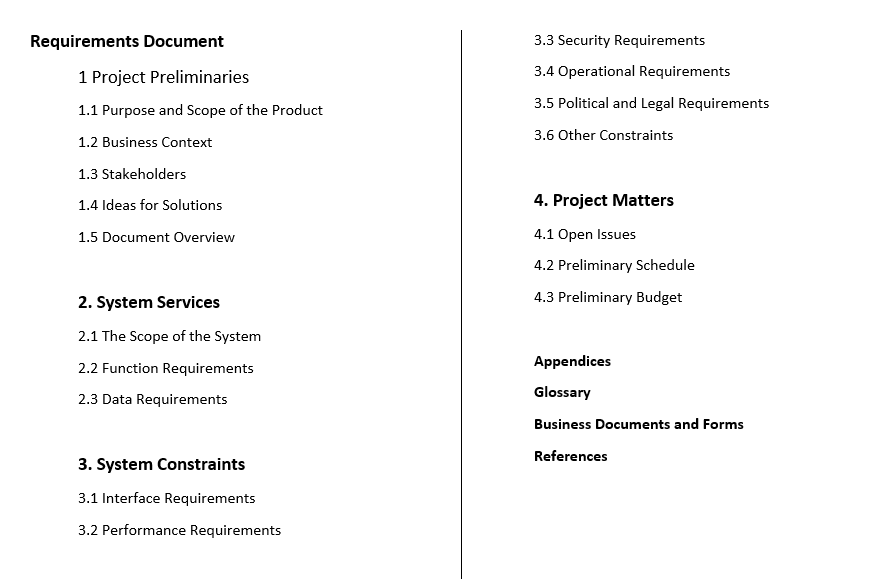 Requirements Document
1 Project Preliminaries
1.1 Purpose and Scope of the Product
1.2 Business Context
1.3 Stakeholders
1.4 Ideas for Solutions
1.5 Document Overview
2. System Services
2.1 The Scope of the System
2.2 Function Requirements
2.3 Data Requirements
3. System Constraints
3.1 Interface Requirements
3.2 Performance Requirements
3.3 Security Requirements
3.4 Operational Requirements
3.5 Political and Legal Requirements
3.6 Other Constraints
4. Project Matters
4.1 Open Issues
4.2 Preliminary Schedule
4.3 Preliminary Budget
Appendices
Glossary
Business Documents and Forms
References